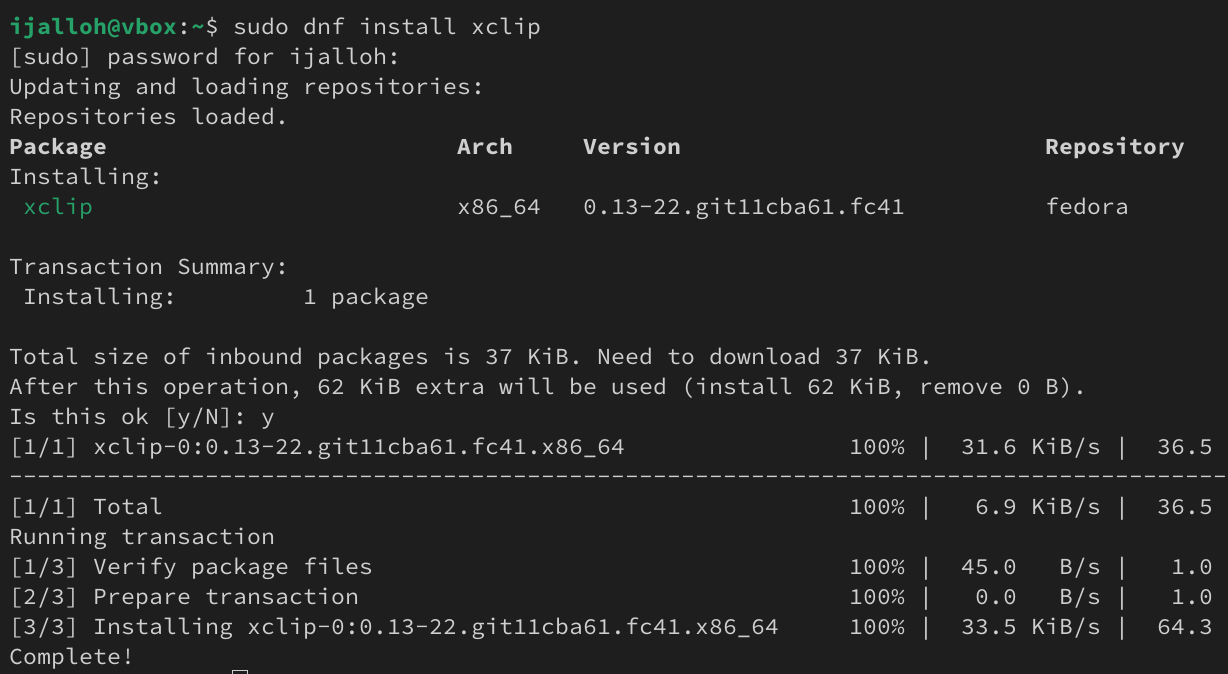 ijalloh@vbox:~$ sudo dnf install xclip
[sudo] password for ijalloh:
Updating and loading repositories:
Repositories loaded.
Package Arch Version Repository
Installing:
xclip x86_64 0.13-22.git11cba61.fc41 fedora
Transaction Summary:
Installing: 1 package
Total size of inbound packages is 37 KiB. Need to download 37 KiB.
After this operation, 62 KiB extra will be used (install 62 KiB, remove 0 B).
Is this ok [y/N]: y
[1/1] xclip-0:0.13-22.git11cba61.fc41.x86_64 100% | 31.6 KiB/s | 36.5
--------------------------------------------------------------------------------
[1/1] Total 100% | 6.9 KiB/s | 36.5
Running transaction
[1/3] Verify package files 100% | 45.0 B/s | 1.0
[2/3] Prepare transaction 100% | 0.0 B/s | 1.0
[3/3] Installing xclip-0:0.13-22.git11cba61.fc41.x86_64 100% | 33.5 KiB/s | 64.3
Complete!